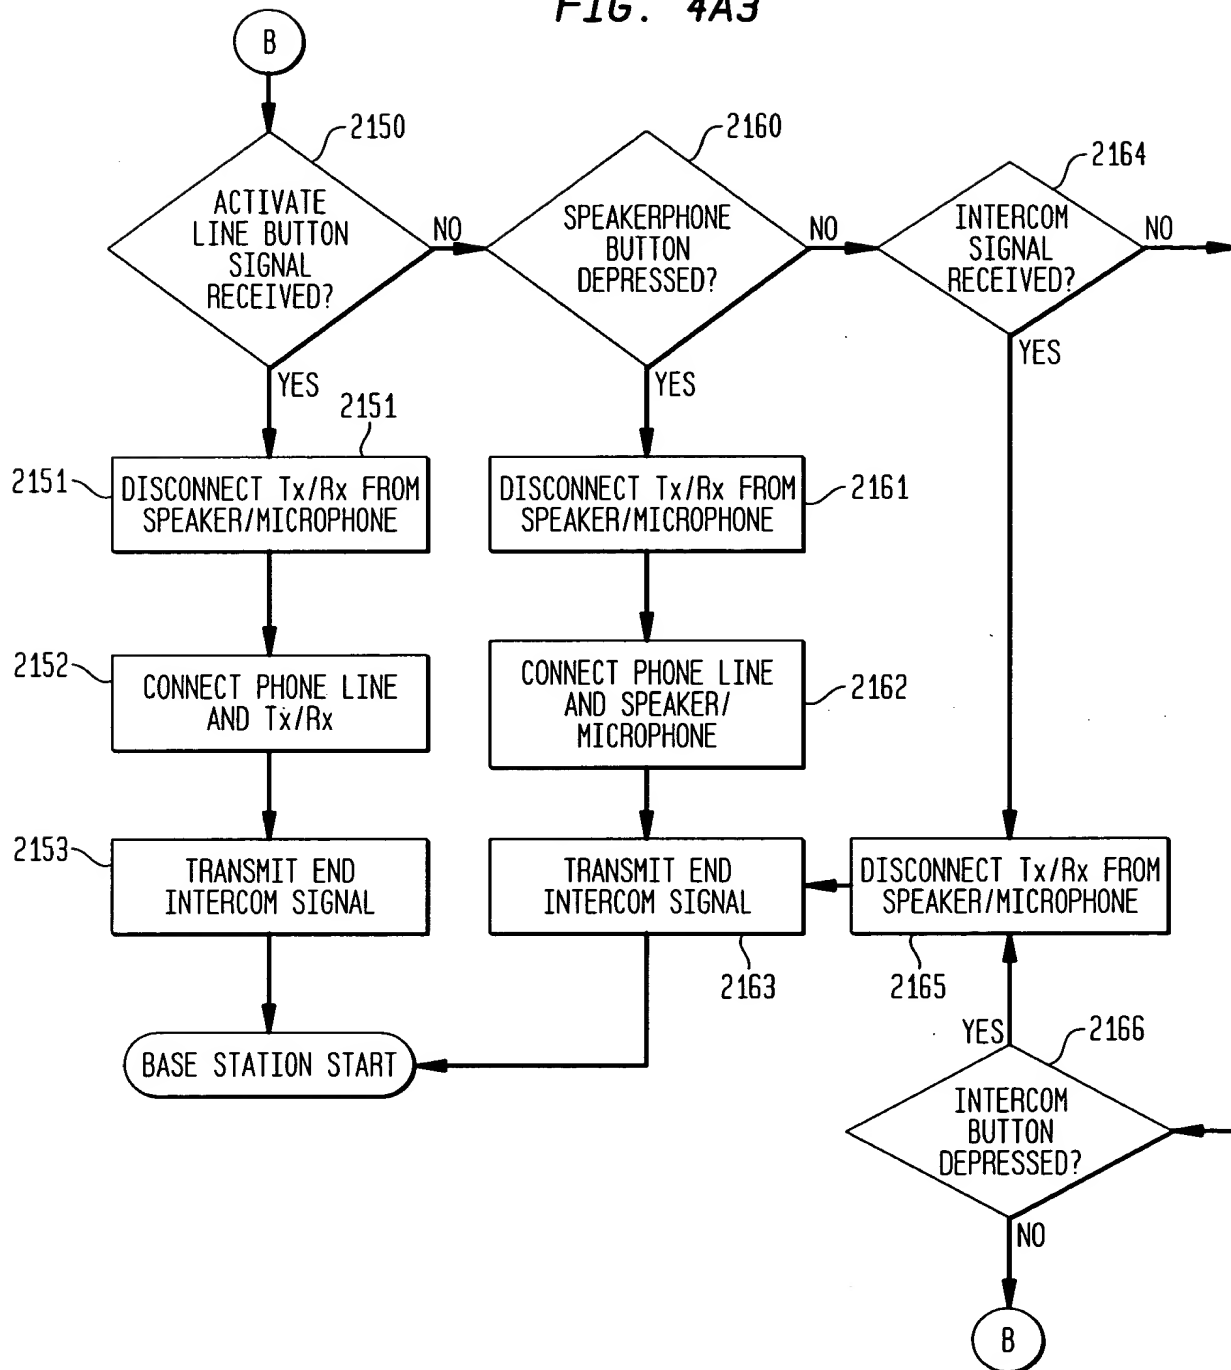 FIG. 4A3
B
2150
ACTIVATE
LINE BUTTON
SIGNAL
RECEIVED?
NO
YES
2160
SPEAKERPHONE
BUTTON
DEPRESSED?
NO
YES
2164
INTERCOM
SIGNAL
RECEIVED?
NO
YES
2151
2151
DISCONNECT Tx/Rx FROM
SPEAKER/MICROPHONE
DISCONNECT Tx/Rx FROM
SPEAKER/MICROPHONE
2161
2152
CONNECT PHONE LINE
AND Tx/Rx
CONNECT PHONE LINE
AND SPEAKER/
MICROPHONE
2162
2153
TRANSMIT END
INTERCOM SIGNAL
TRANSMIT END
INTERCOM SIGNAL
2163
DISCONNECT Tx/Rx FROM
SPEAKER/MICROPHONE
2165
BASE STATION START
YES
2166
INTERCOM
BUTTON
DEPRESSED?
NO
B